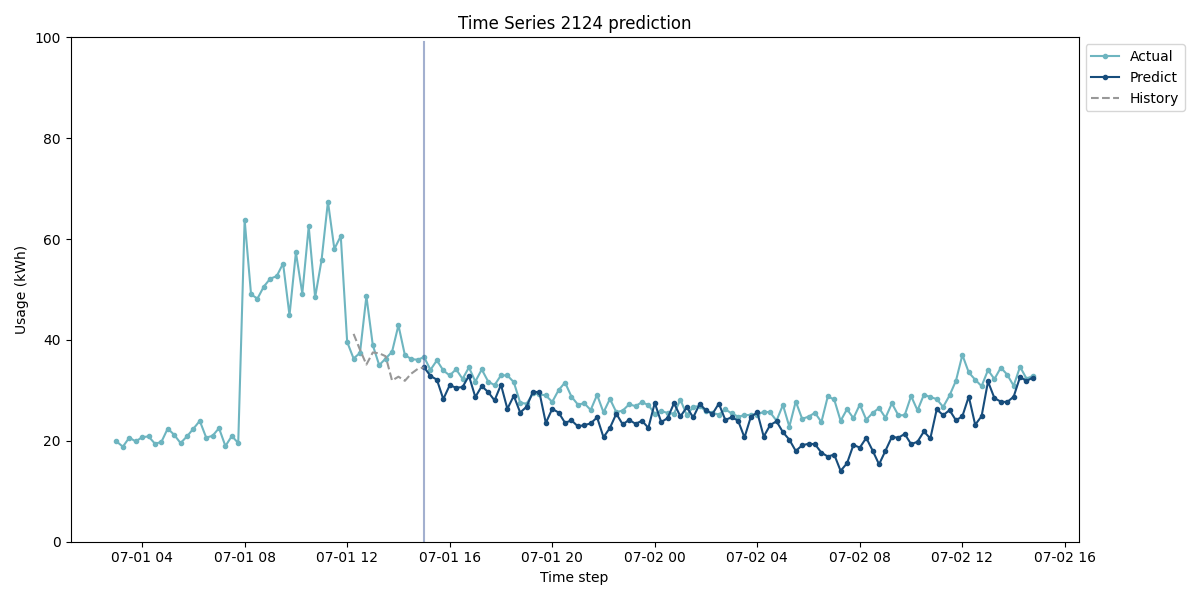 Time Series 2124 prediction
100
80
60
40
20
0
Usage (kWh)
07-01 04
07-01 08
07-01 12
07-01 16
07-01 20
07-02 00
07-02 04
07-02 08
07-02 12
07-02 16
Time step
Actual
Predict
History